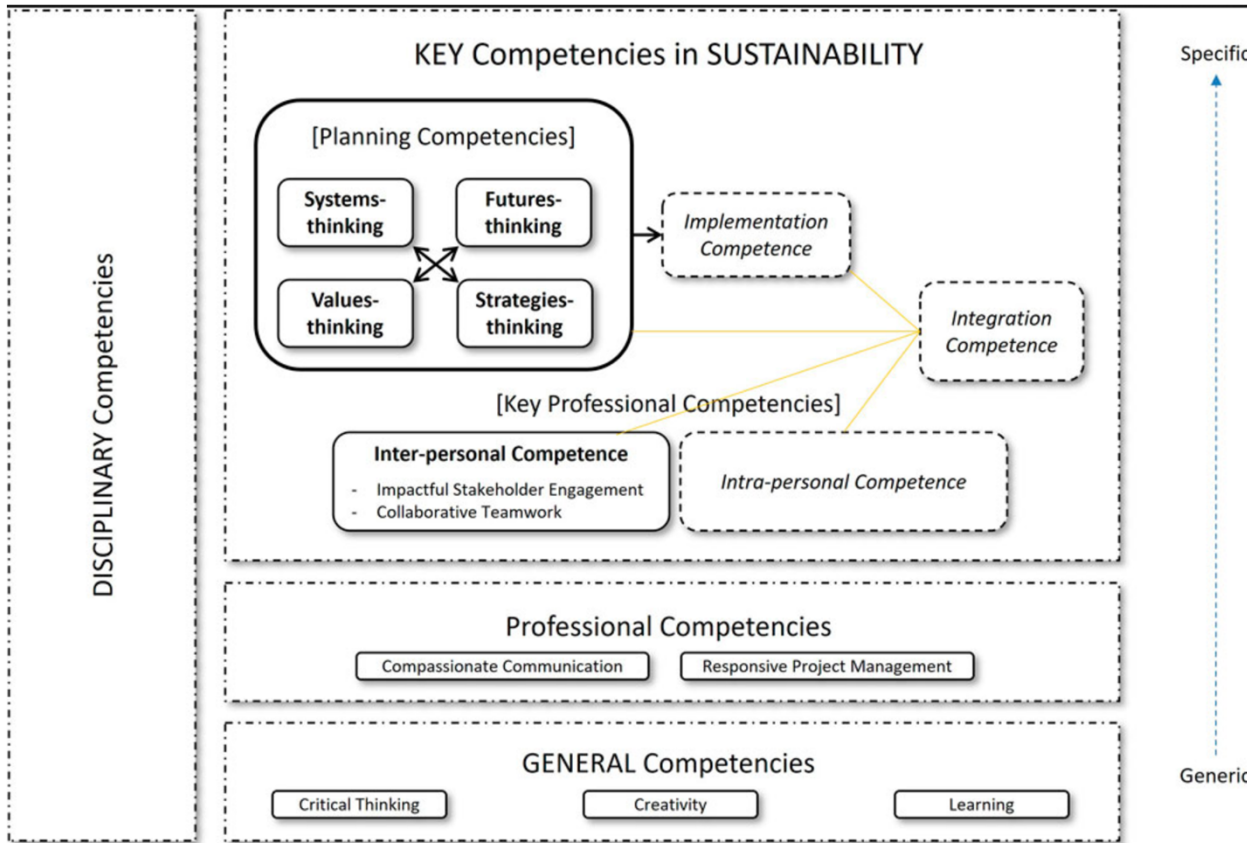 KEY Competencies in SUSTAINABILITY
Specific
[Planning Competencies]
Systems-
thinking
Futures-
thinking
Implementation
Competence
Values-
thinking
Strategies-
thinking
Integration
Competence
DISCIPLINARY Competencies
[Key Professional Competencies]
Inter-personal Competence
- Impactful Stakeholder Engagement
- Collaborative Teamwork
Intra-personal Competence
Professional Competencies
Compassionate Communication
Responsive Project Management
GENERAL Competencies
Generic
Critical Thinking
Creativity
Learning